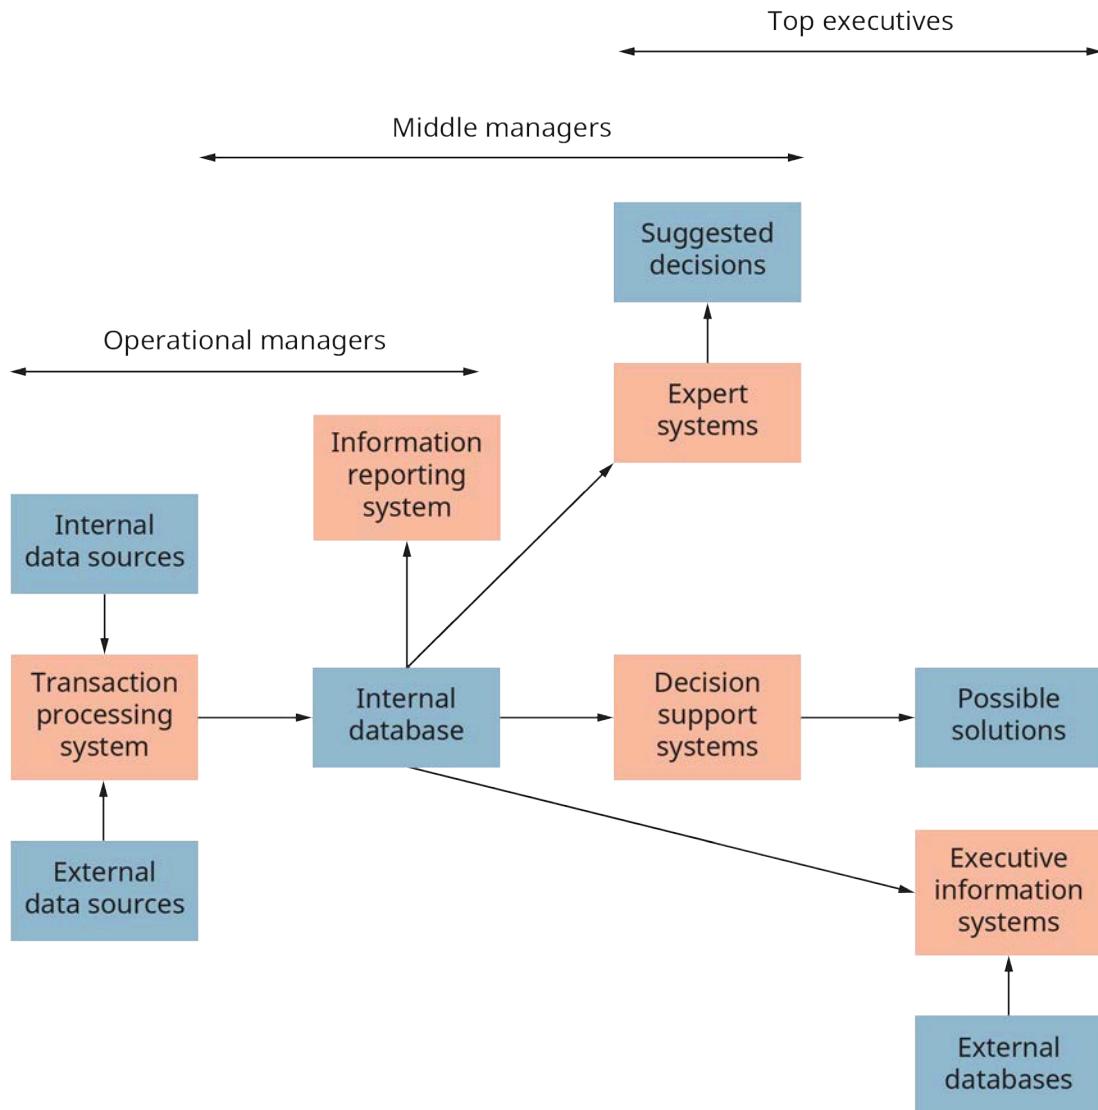 Top executives
Middle managers
Suggested
decisions
Operational managers
Expert
systems
Information
reporting
system
Internal
data sources
Transaction
processing
system
Internal
database
Decision
support
systems
Possible
solutions
External
data sources
Executive
information
systems
External
databases